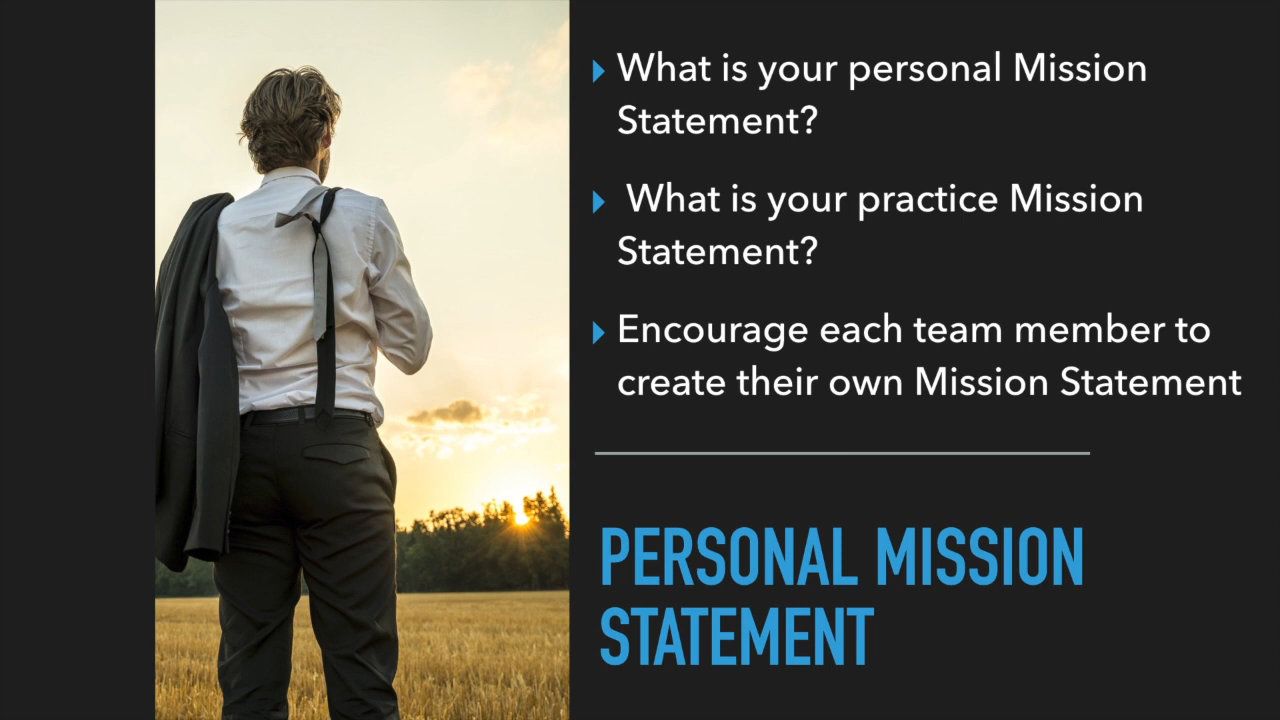 What is your personal Mission
Statement?
What is your practice Mission
Statement?
Encourage each team member to
create their own Mission Statement
PERSONAL MISSION
STATEMENT